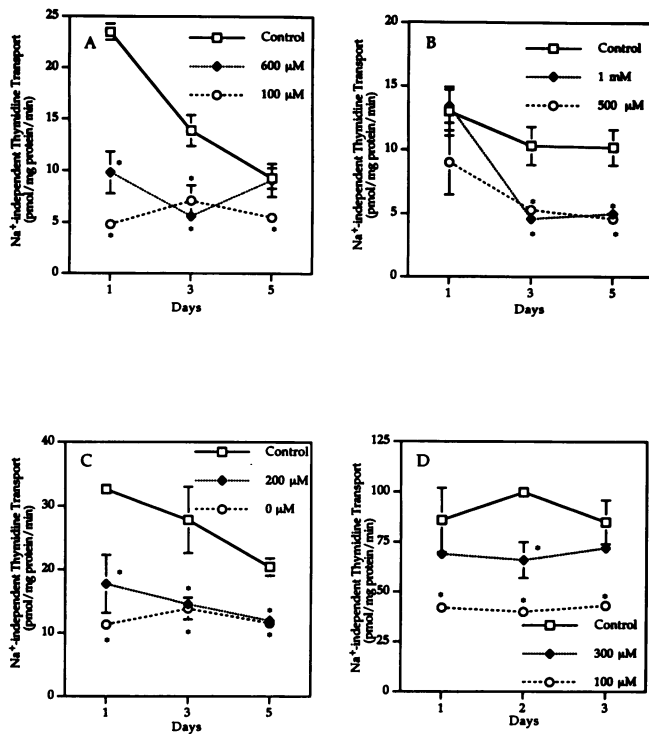 A
Control
600 μM
100 μM
25
20
15
10
5
0
Na⁺-independent Thymidine Transport
(pmol/mg protein/min)
1 3 5
Days
B
Control
1 mM
500 μM
20
15
10
5
0
Na⁺-independent Thymidine Transport
(pmol/mg protein/min)
1 3 5
Days
C
Control
200 μM
0 μM
40
30
20
10
0
Na⁺-independent Thymidine Transport
(pmol/mg protein/min)
1 3 5
Days
D
125
100
75
50
25
0
Na⁺-independent Thymidine Transport
(pmol/mg protein/min)
Control
300 μM
100 μM
1 2 3
Days